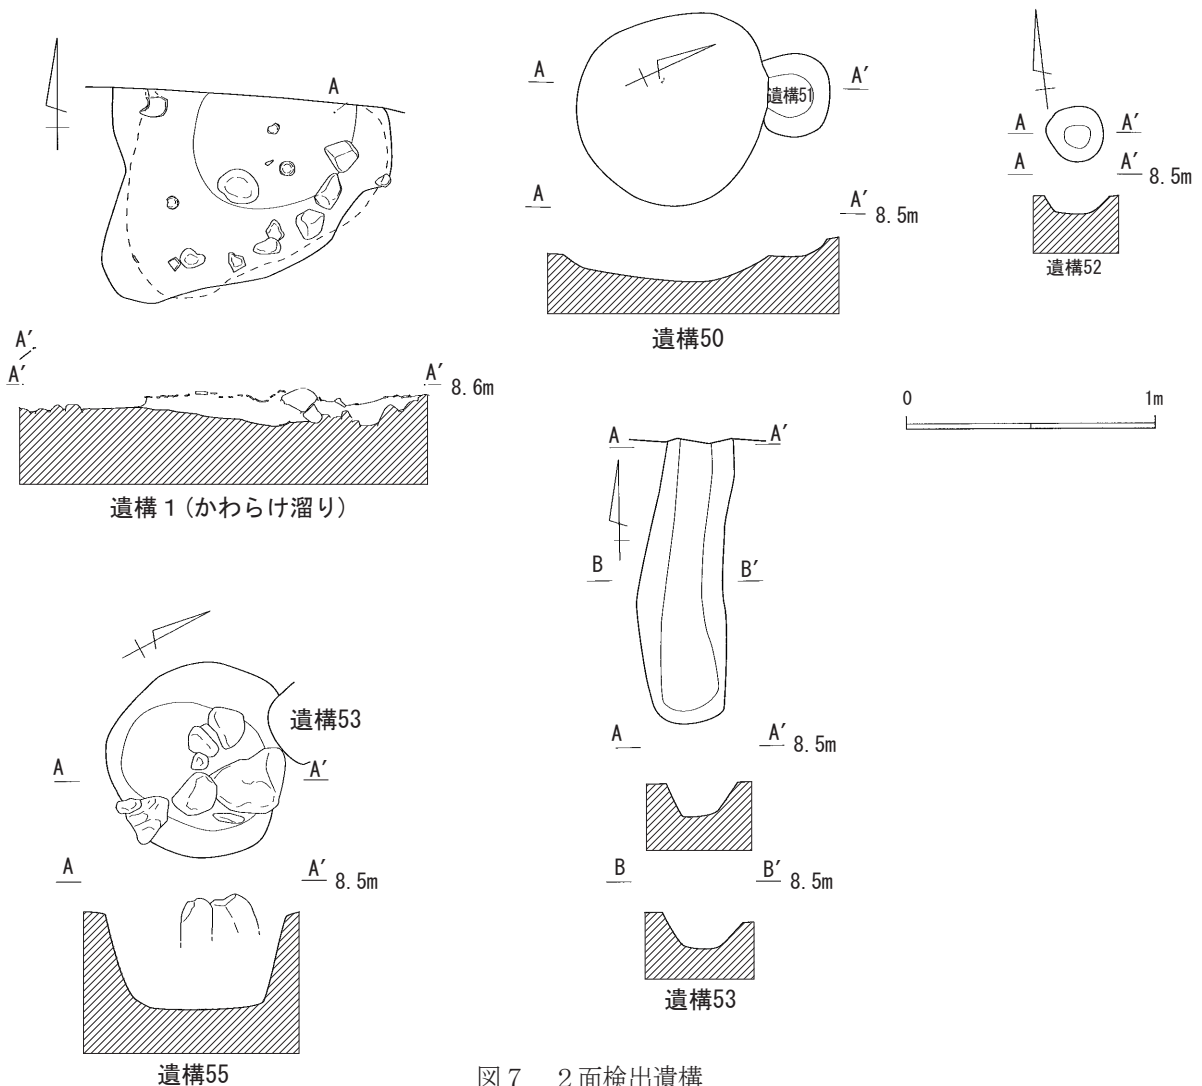 A
A′
A′
A′ 8.6m
遺構１(かわらけ溜り)
A
A′
遺構51
A
A′ 8.5m
遺構50
A
A′
A
A′ 8.5m
遺構52
0
1m
A
A′
B
B′
A
A′ 8.5m
B
B′ 8.5m
遺構53
遺構53
A
A′
A
A′ 8.5m
遺構55
図７　２面検出遺構